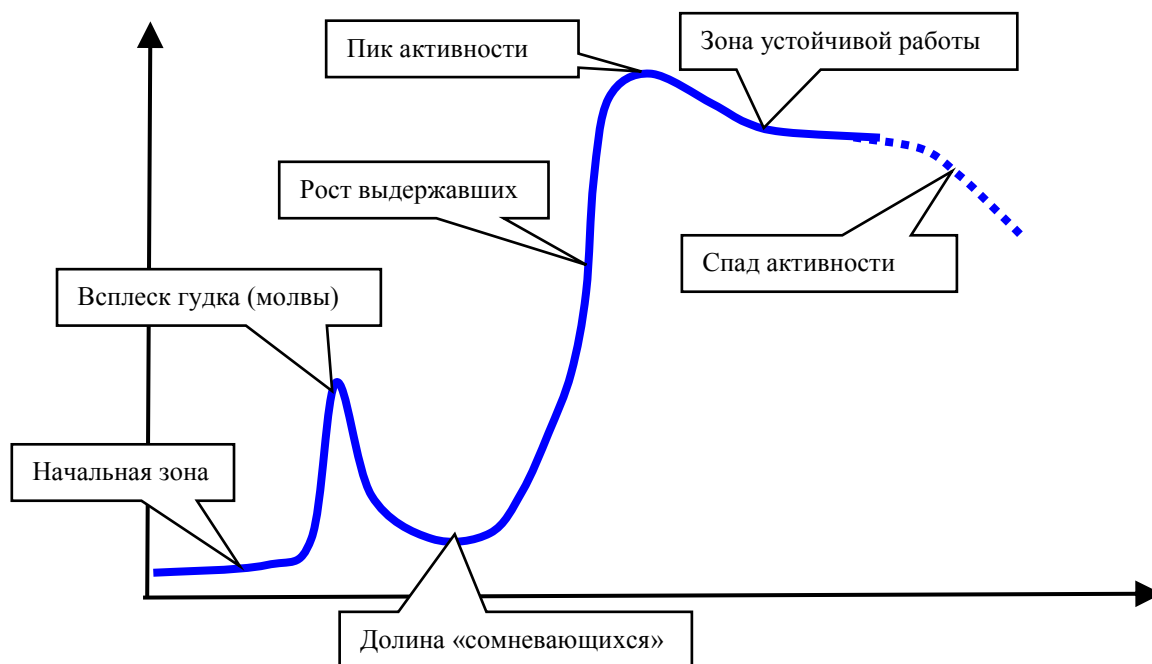 Пик активности
Зона устойчивой работы
Рост выдержавших
Спад активности
Всплеск гудка (молвы)
Начальная зона
Долина «сомневающихся»